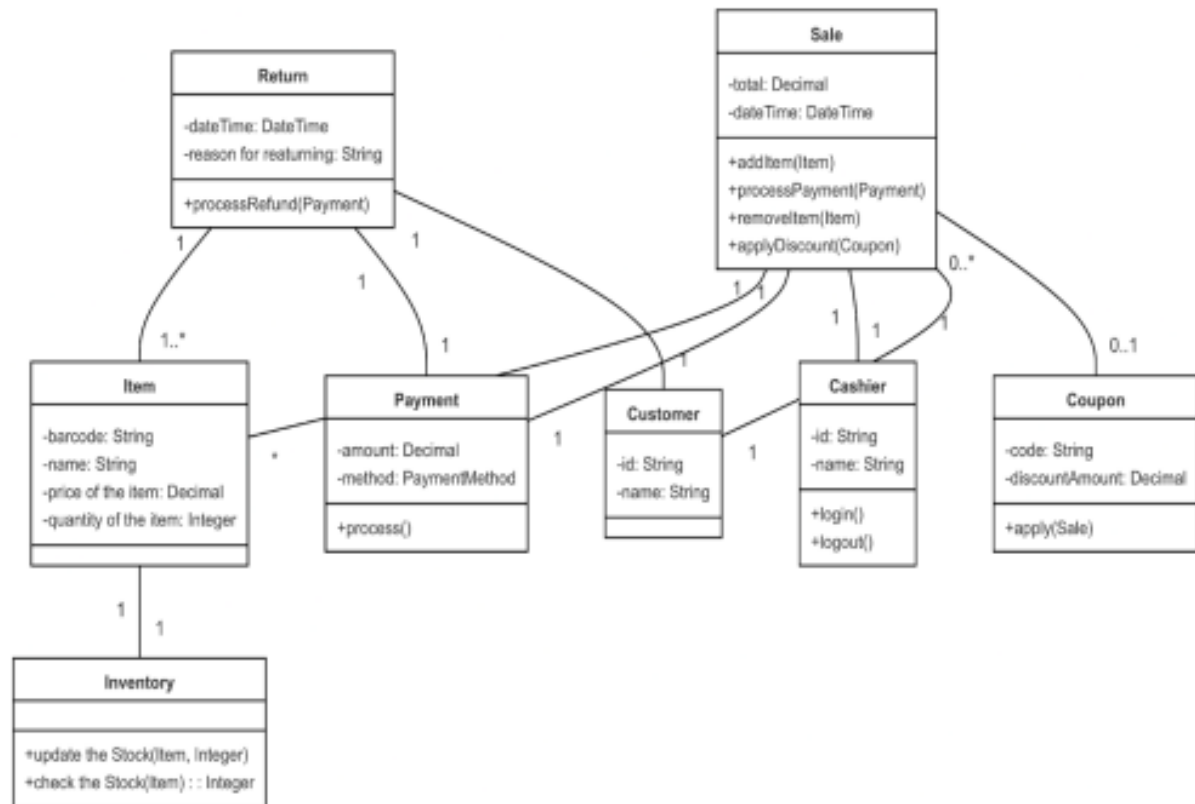 Sale
-total: Decimal
-dateTime: DateTime
+addItem(Item)
+processPayment(Payment)
+removeItem(Item)
+applyDiscount(Coupon)
Return
-dateTime: DateTime
-reason for reaturning: String
+processRefund(Payment)
1
1
1
1
1
1
1
0..*
1
1..*
1
1
0..1
Item
-barcode: String
-name: String
-price of the item: Decimal
-quantity of the item: Integer
*
Payment
-amount: Decimal
-method: PaymentMethod
+process()
1
Customer
-id: String
-name: String
1
Cashier
-id: String
-name: String
+login()
+logout()
Coupon
-code: String
-discountAmount: Decimal
+apply(Sale)
1
1
Inventory
+update the Stock(Item, Integer)
+check the Stock(Item) : : Integer